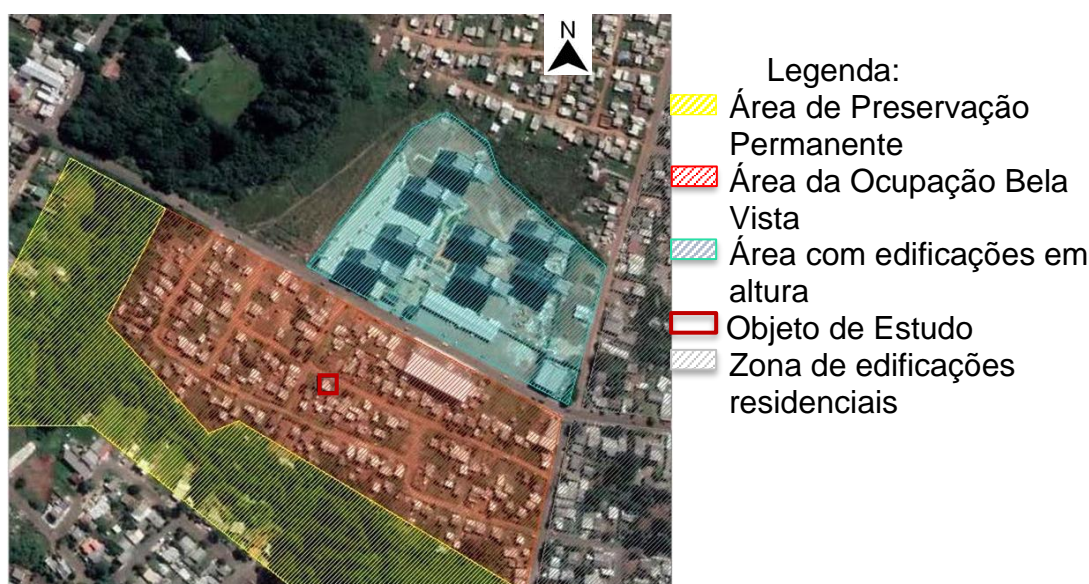 N
Legenda:
Área de Preservação
Permanente
Área da Ocupação Bela
Vista
Área com edificações em
altura
Objeto de Estudo
Zona de edificações
residenciais